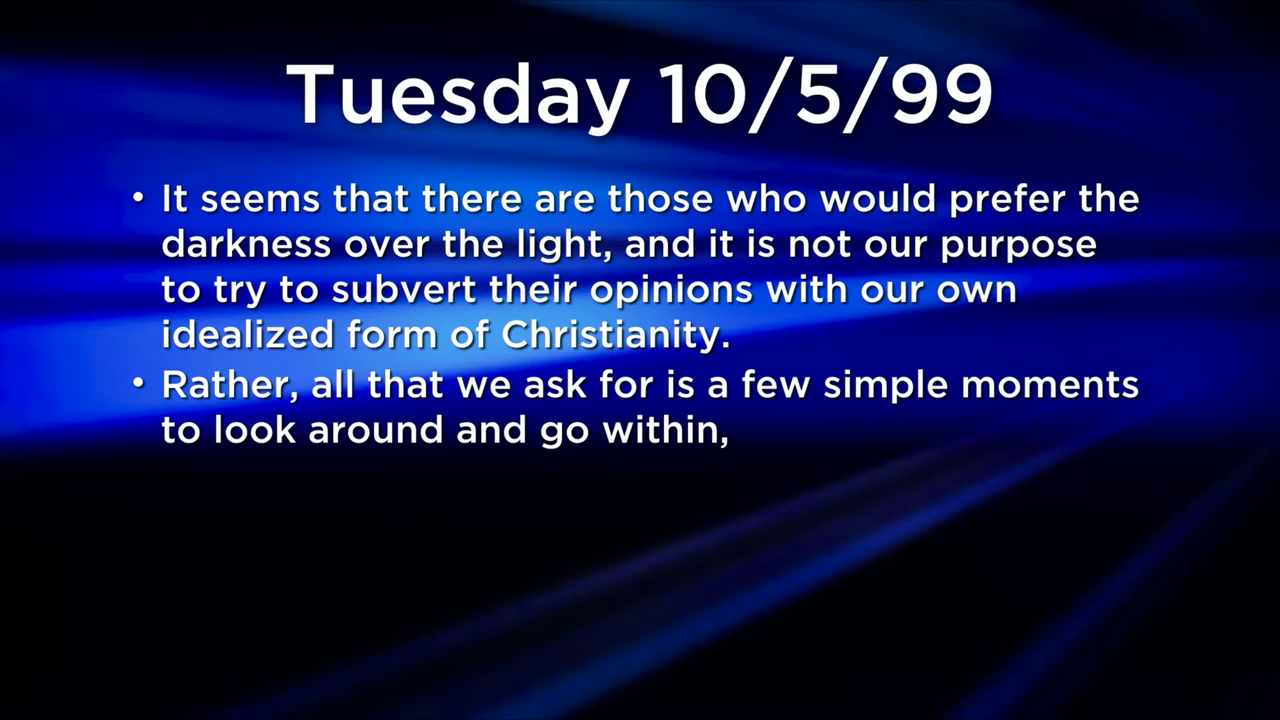 Tuesday 10/5/99
• It seems that there are those who would prefer the
darkness over the light, and it is not our purpose
to try to subvert their opinions with our own
idealized form of Christianity.
• Rather, all that we ask for is a few simple moments
to look around and go within,